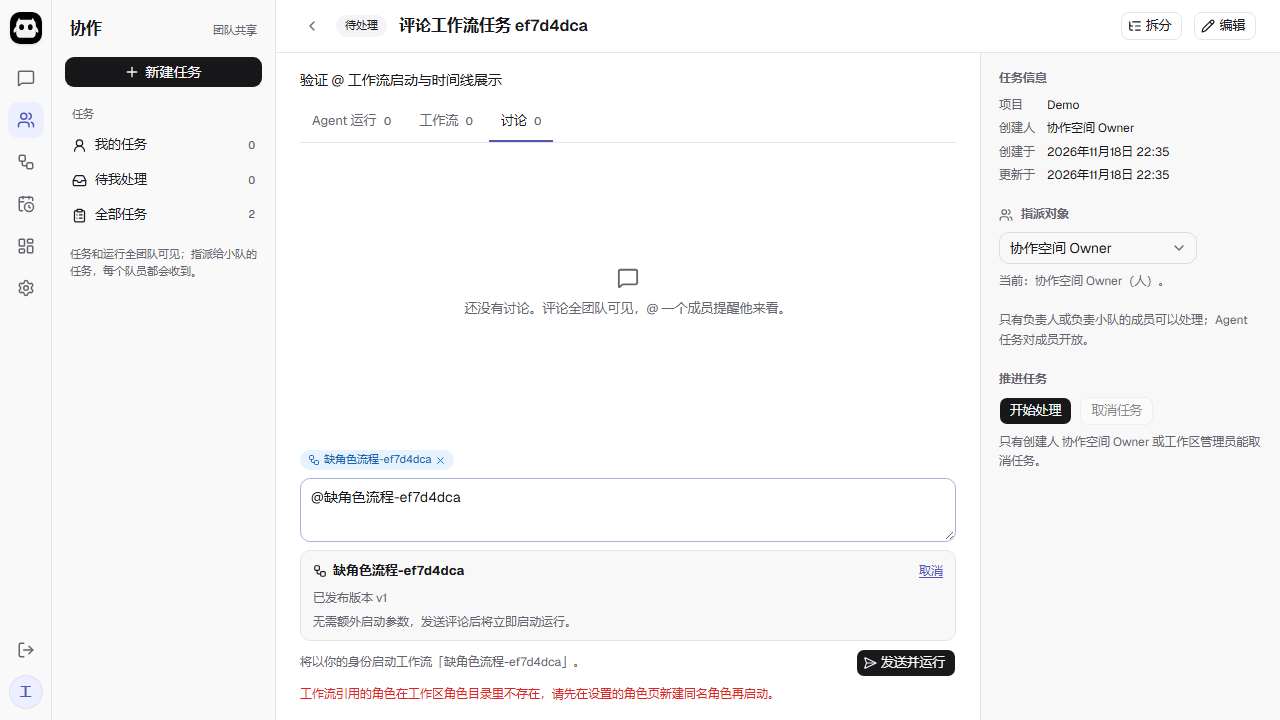 协作
团队共享
新建任务
任务
我的任务 0
待我处理 0
全部任务 2
任务和运行全团队可见；指派给小队的
任务，每个队员都会收到。
工
待处理
评论工作流任务 ef7d4dca
拆分
编辑
验证 @ 工作流启动与时间线展示
Agent 运行 0
工作流 0
讨论 0
还没有讨论。评论全团队可见，@ 一个成员提醒他来看。
缺角色流程-ef7d4dca
@缺角色流程-ef7d4dca
缺角色流程-ef7d4dca
取消
已发布版本 v1
无需额外启动参数，发送评论后将立即启动运行。
将以你的身份启动工作流「缺角色流程-ef7d4dca」。
发送并运行
工作流引用的角色在工作区角色目录里不存在，请先在设置的角色页新建同名角色再启动。
任务信息
项目 Demo
创建人 协作空间 Owner
创建于 2026年11月18日 22:35
更新于 2026年11月18日 22:35
指派对象
协作空间 Owner
当前：协作空间 Owner（人）。
只有负责人或负责小队的成员可以处理；Agent
任务对成员开放。
推进任务
开始处理
取消任务
只有创建人 协作空间 Owner 或工作区管理员能取
消任务。